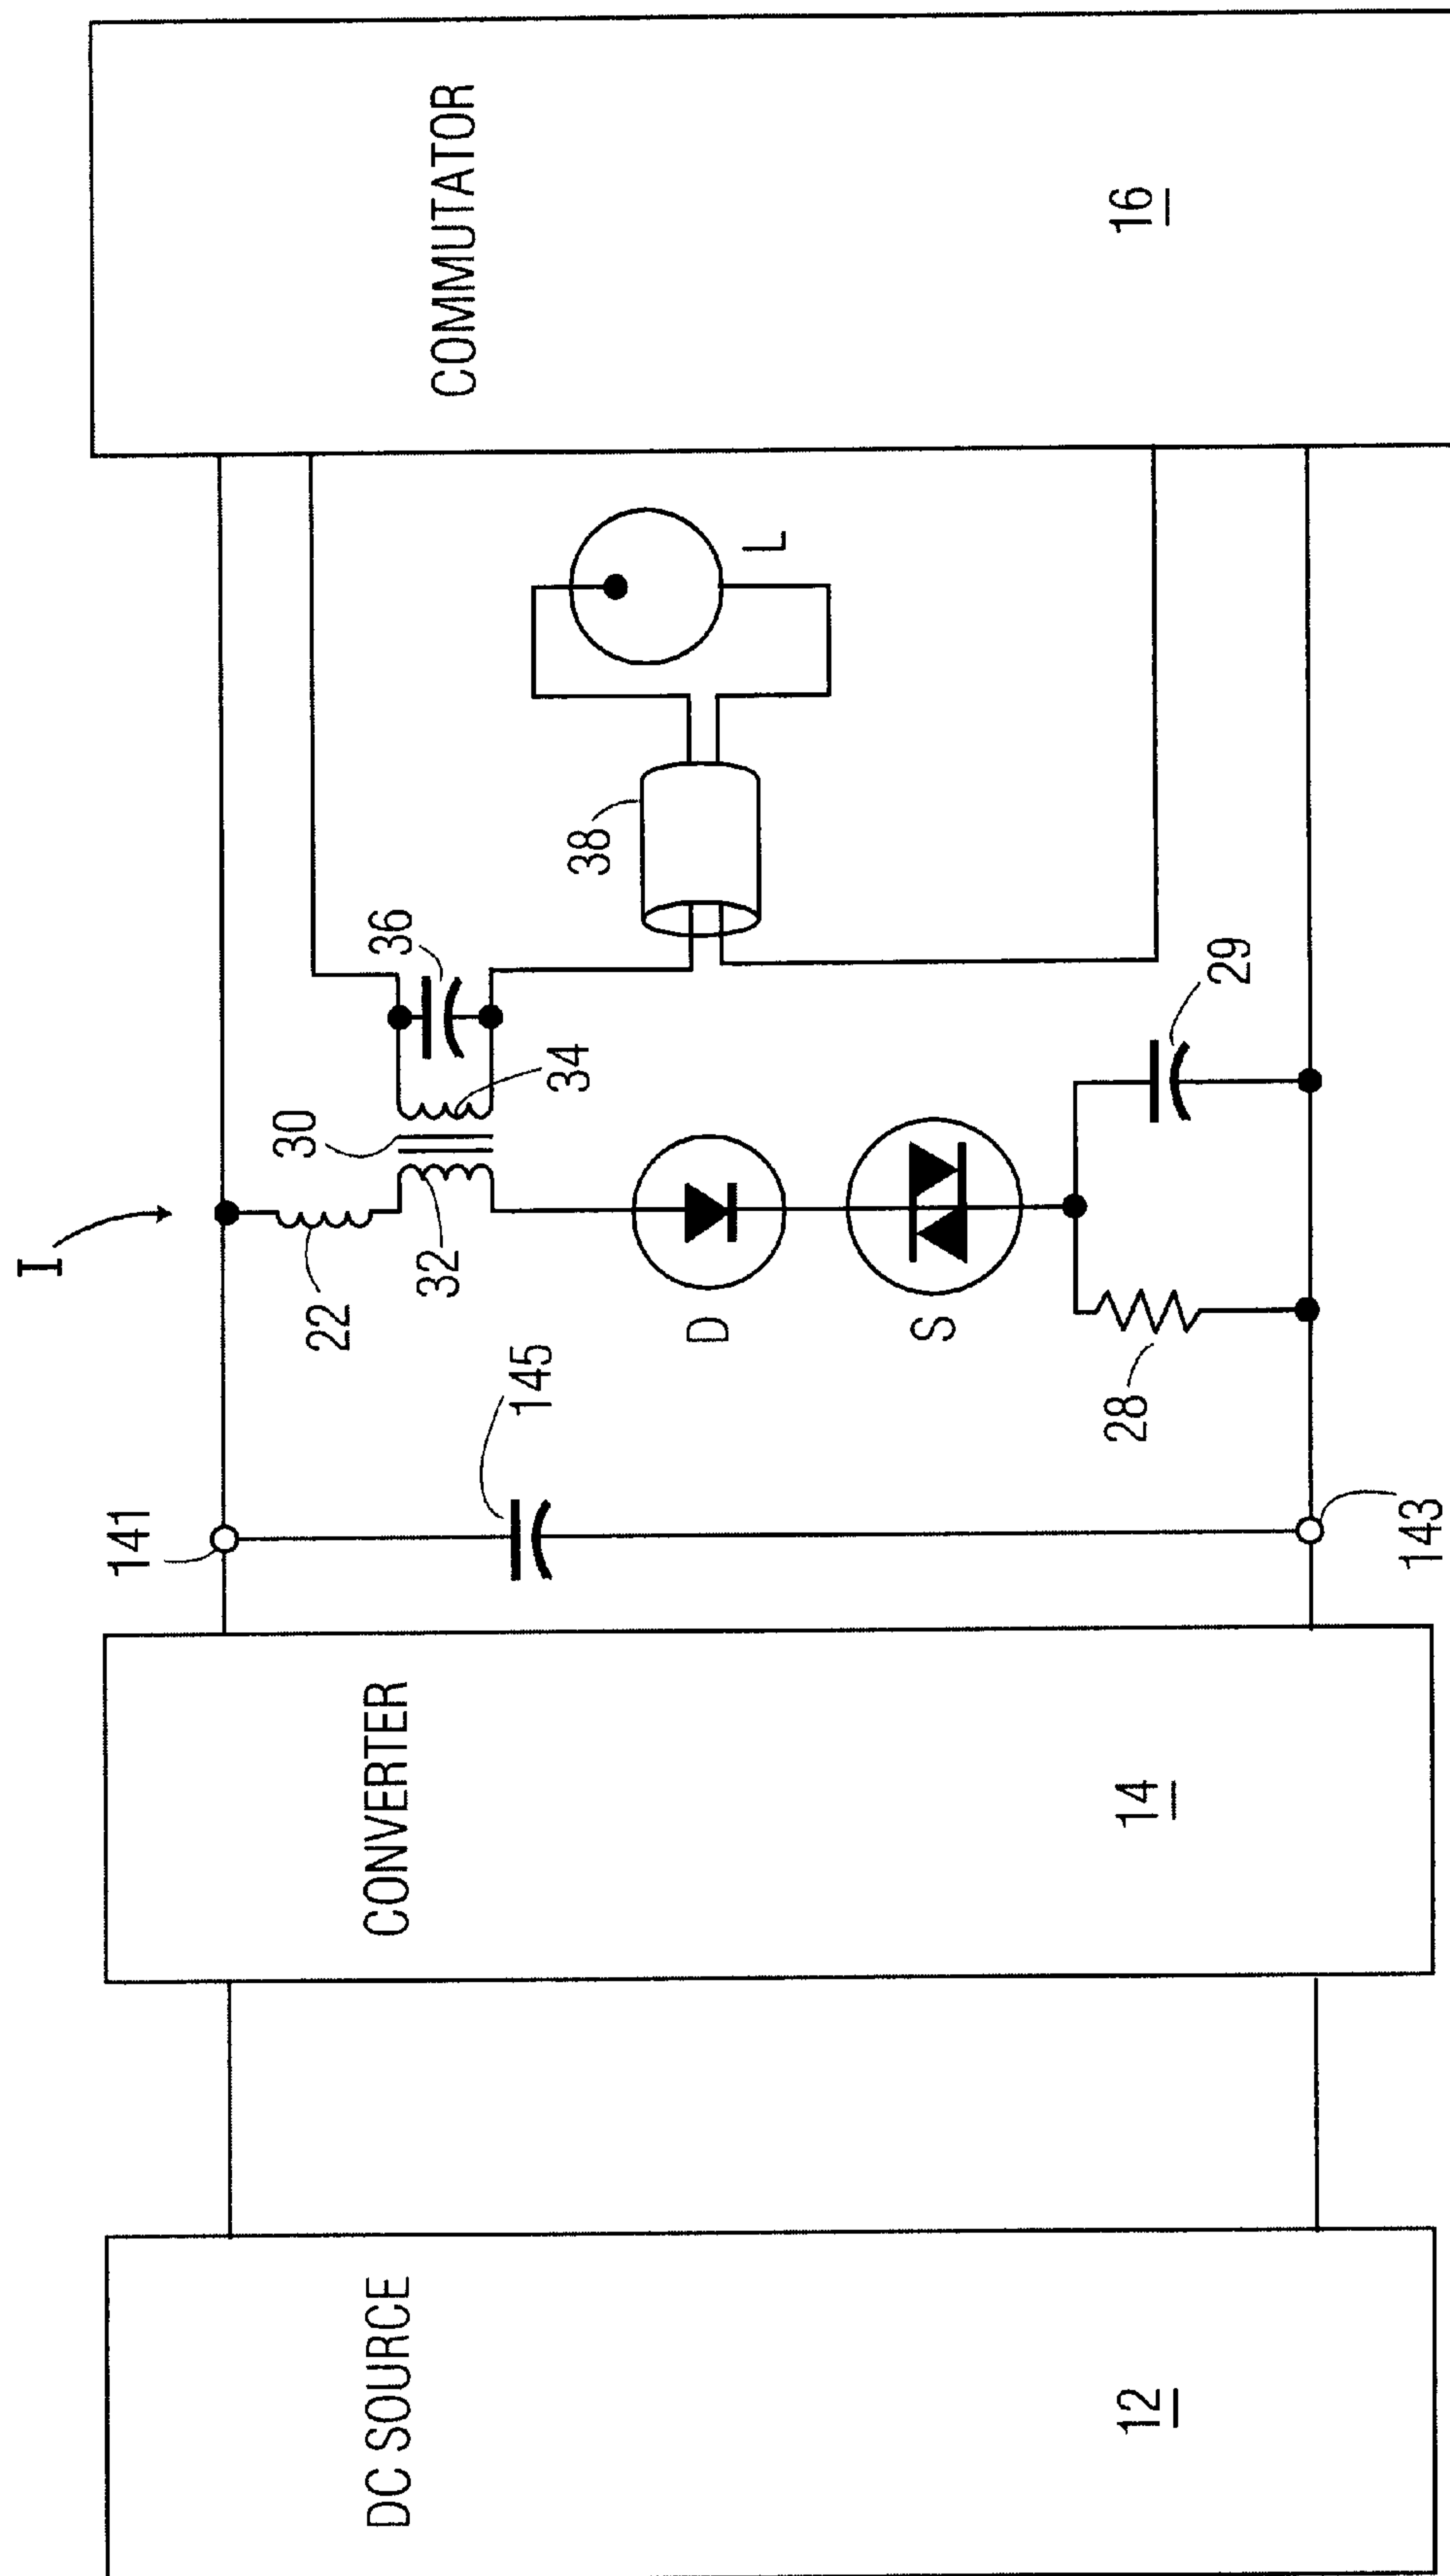 I
141
22
32
30
34
36
38
L
145
D
S
28
29
143
DC SOURCE
12
CONVERTER
14
COMMUTATOR
16